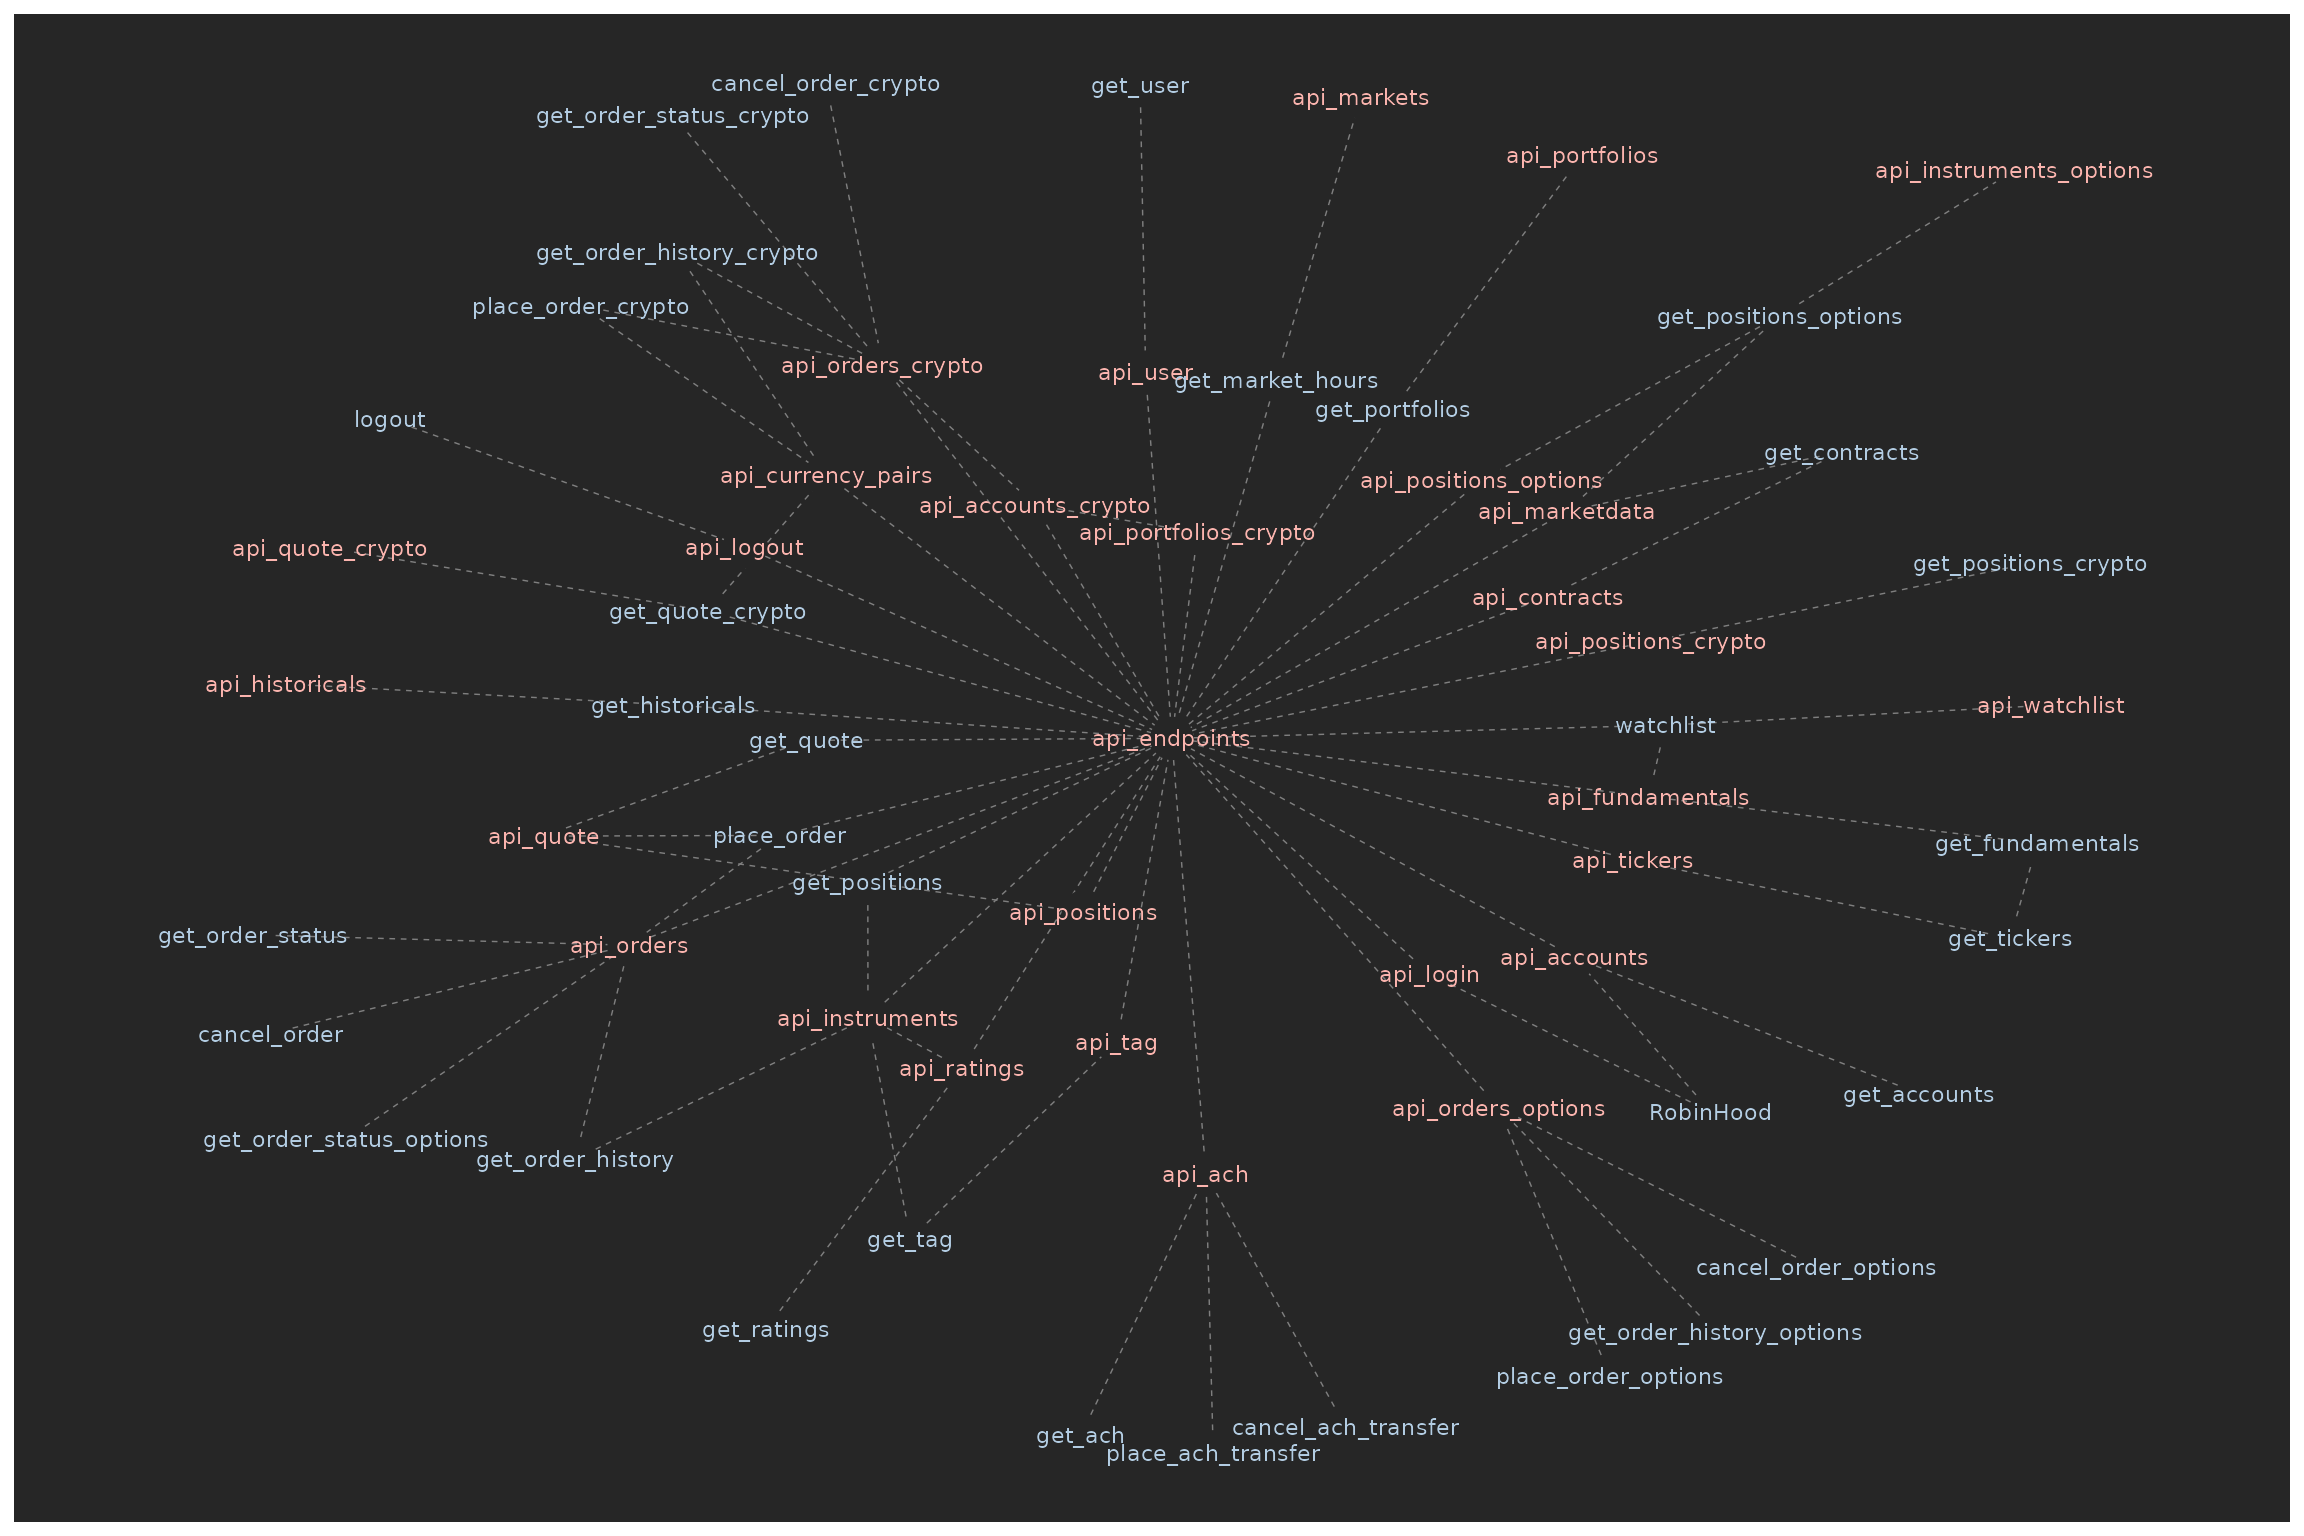 cancel_order_crypto
get_user
api_markets
get_order_status_crypto
api_portfolios
api_instruments_options
get_order_history_crypto
place_order_crypto
get_positions_options
api_orders_crypto
api_user
get_market_hours
get_portfolios
logout
get_contracts
api_currency_pairs
api_positions_options
api_accounts_crypto
api_marketdata
api_portfolios_crypto
api_quote_crypto
api_logout
get_positions_crypto
api_contracts
get_quote_crypto
api_positions_crypto
api_historicals
get_historicals
api_watchlist
watchlist
get_quote
api_endpoints
api_fundamentals
api_quote
place_order
get_fundamentals
api_tickers
get_positions
api_positions
get_order_status
api_orders
get_tickers
api_accounts
api_login
api_instruments
cancel_order
api_tag
api_ratings
get_accounts
api_orders_options
RobinHood
get_order_status_options
get_order_history
api_ach
get_tag
cancel_order_options
get_ratings
get_order_history_options
place_order_options
cancel_ach_transfer
get_ach
place_ach_transfer